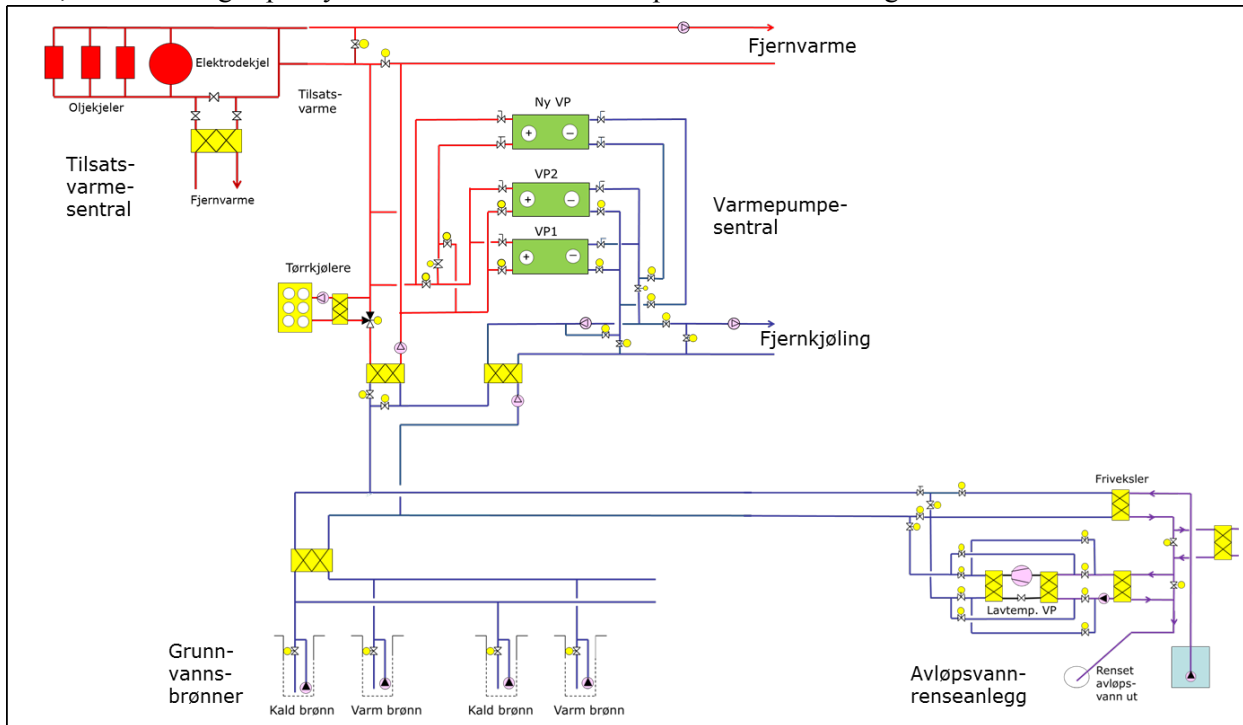 Fjernvarme
Elektrodekjel
Oljekjeler
Tilsats-
varme
Ny VP
Tilsats-
varme-
sentral
Fjernvarme
VP2
Varmepumpe-
sentral
VP1
Tørrkjølere
Fjernkjøling
Friveksler
Lavtemp. VP
Grunn-
vanns-
brønner
Kald brønn
Varm brønn
Kald brønn
Varm brønn
Avløpsvann-
renseanlegg
Renset
avløps-
vann ut